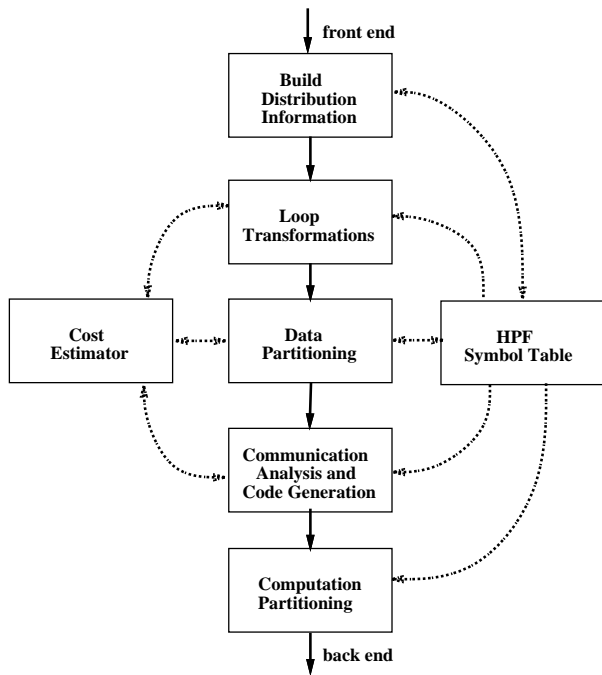 front end
Build
Distribution
Information
Loop
Transformations
Cost
Estimator
Data
Partitioning
HPF
Symbol Table
Communication
Analysis and
Code Generation
Computation
Partitioning
back end